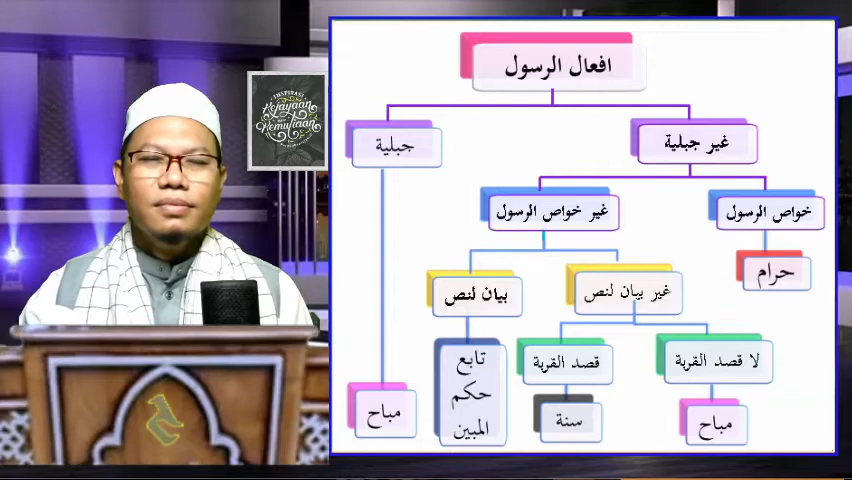 افعال الرسول
جبلية
غير جبلية
غير خواص الرسول
خواص الرسول
بيان لنص
غير بيان لنص
حرام
تابع
حكم
المبين
قصد القربة
لا قصد القربة
مباح
سنة
مباح
INSPIRASI
Kejayaan
Kemuliaan